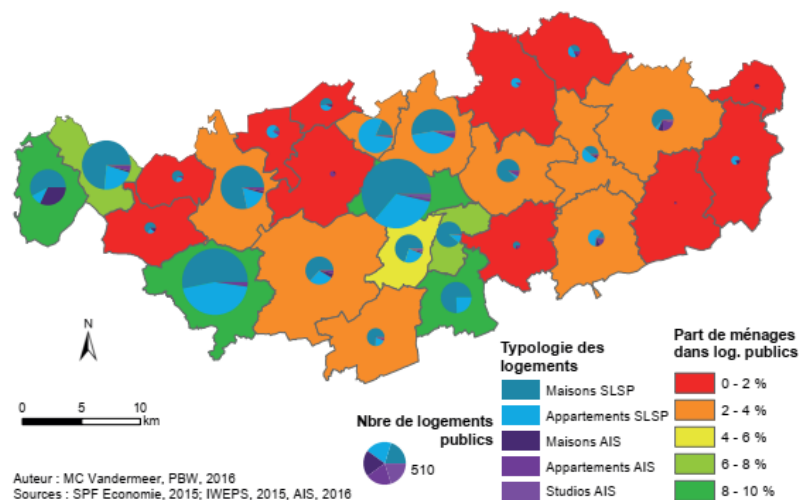 N
0 5 10
km
Nbre de logements
publics
510
Typologie des
logements
Maisons SLSP
Appartements SLSP
Maisons AIS
Appartements AIS
Studios AIS
Part de ménages
dans log. publics
0 - 2 %
2 - 4 %
4 - 6 %
6 - 8 %
8 - 10 %
Auteur : MC Vandermeer, PBW, 2016
Sources : SPF Economie, 2015; IWEPS, 2015, AIS, 2016